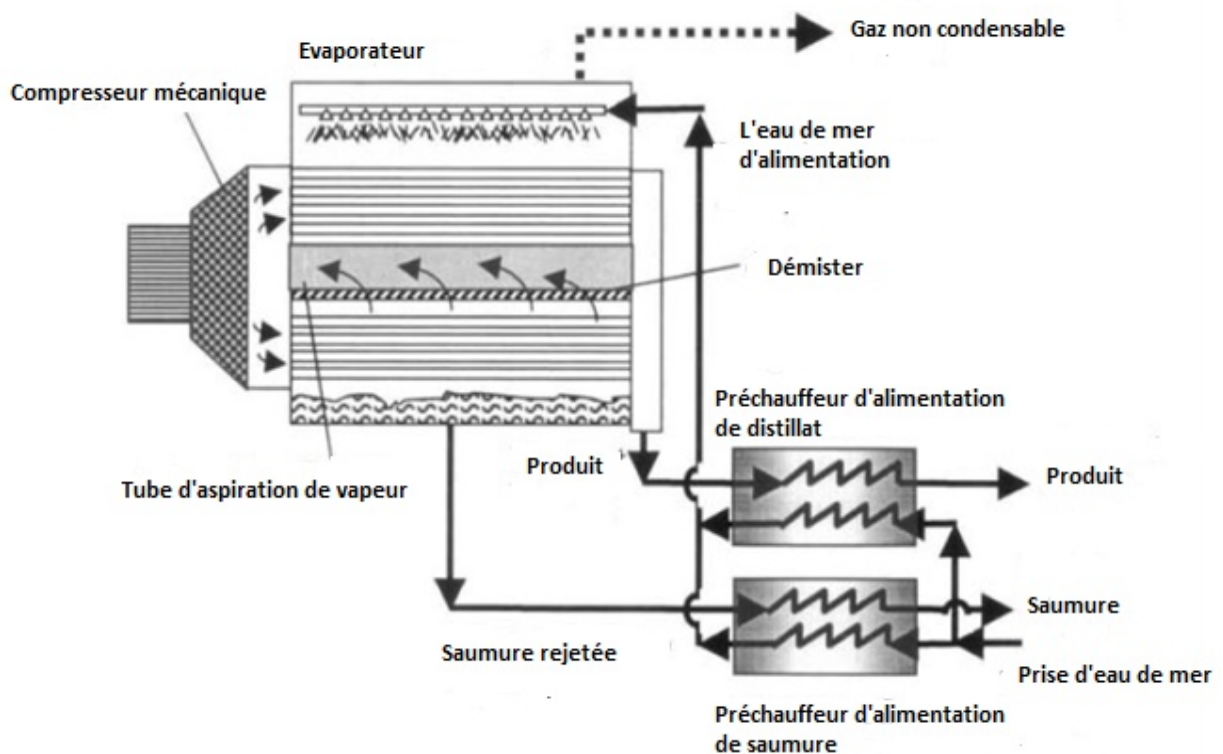 Gaz non condensable
Evaporateur
Compresseur mécanique
L'eau de mer
d'alimentation
Démister
Préchauffeur d'alimentation
de distillat
Produit
Produit
Tube d'aspiration de vapeur
Saumure
Saumure rejetée
Prise d'eau de mer
Préchauffeur d'alimentation
de saumure